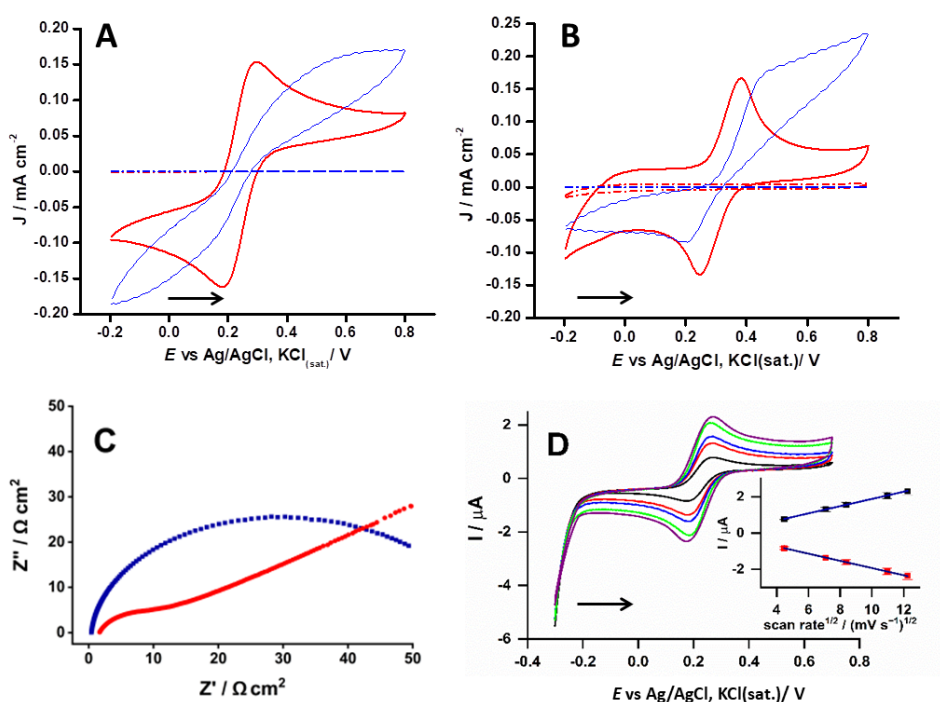 A
0.20
0.15
0.10
0.05
0.00
-0.05
-0.10
-0.15
0.20
J / mA cm⁻²
-0.2 0.0 0.2 0.4 0.6 0.8
E vs Ag/AgCl, KCl(sat.)/ V
B
0.25
0.20
0.15
0.10
0.05
0.00
-0.05
-0.10
-0.15
-0.20
J / mA cm⁻²
-0.2 0.0 0.2 0.4 0.6 0.8
E vs Ag/AgCl, KCl(sat.)/ V
C
50
40
30
20
10
0
Z'' / Ω cm²
0 10 20 30 40 50
Z' / Ω cm²
D
2
0
-2
-4
-6
I / µA
-0.4 -0.2 0.0 0.2 0.4 0.6 0.8
E vs Ag/AgCl, KCl(sat.)/ V
2
0
-2
I / µA
4 6 8 10 12
scan rate¹/² / (mV s⁻¹)¹/²